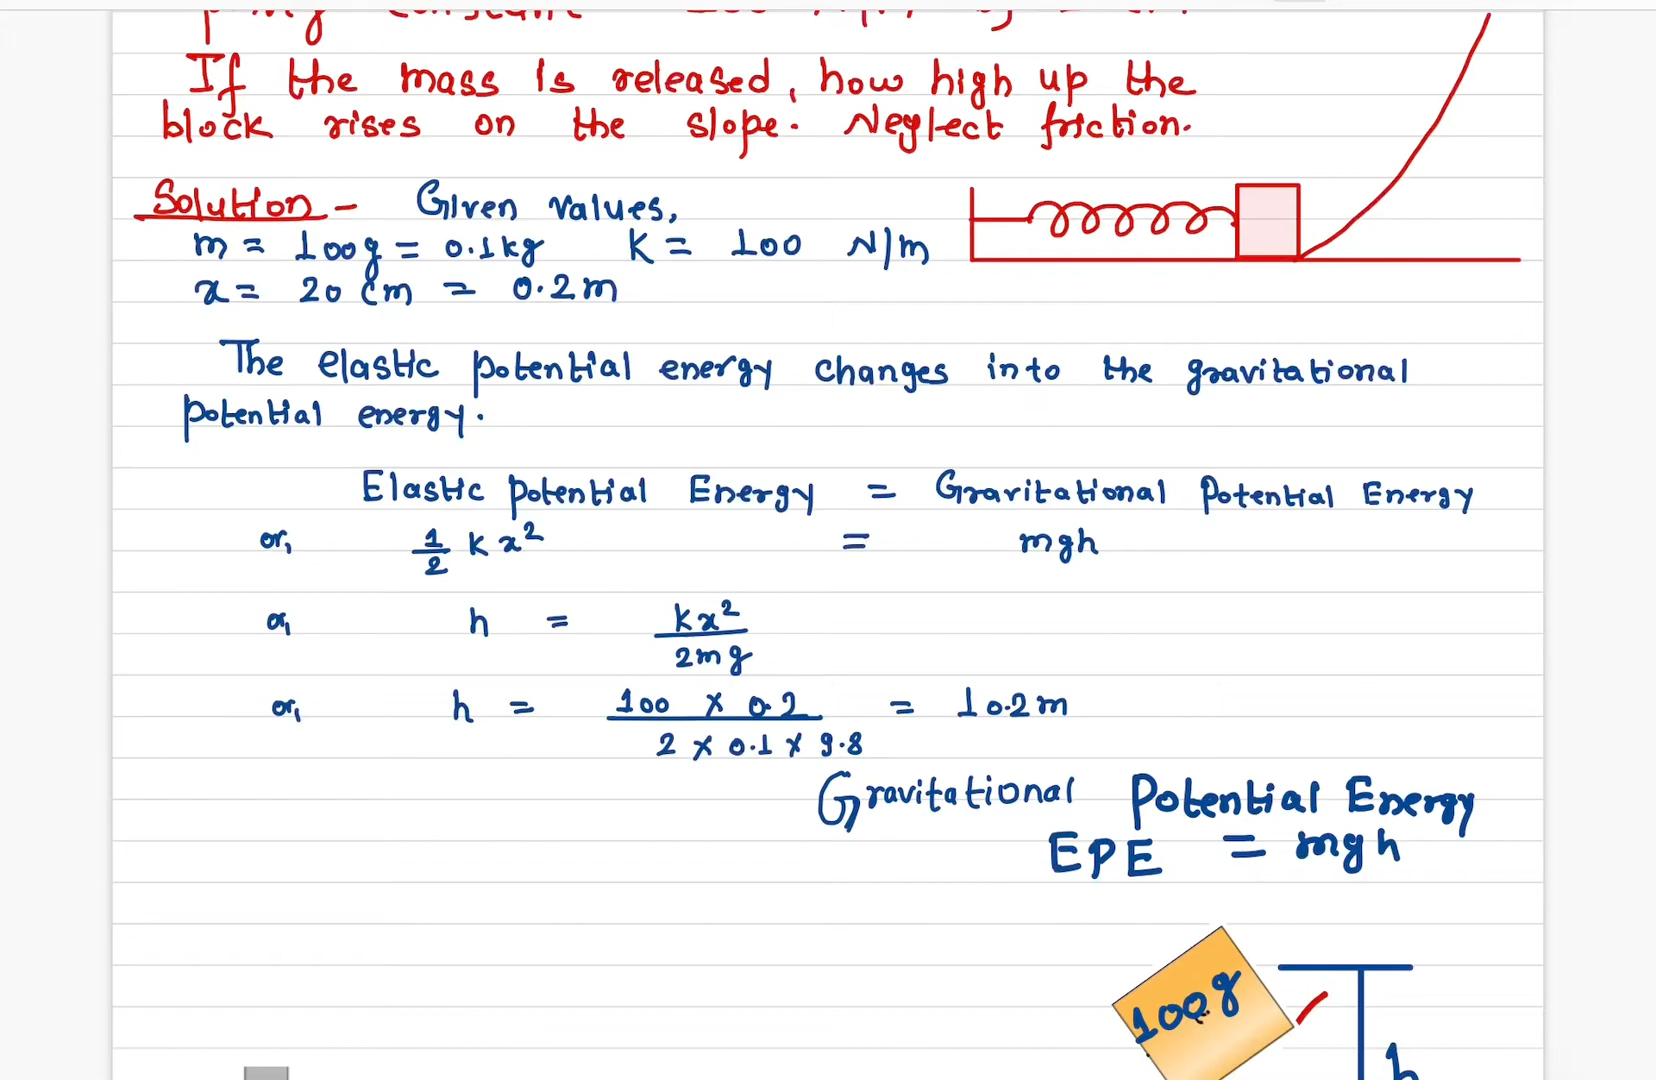 If the mass is released, how high up the
block rises on the slope. Neglect friction.
Solution - Given values,
m = 100g = 0.1kg K = 100 N/m
x = 20 cm = 0.2m
The elastic potential energy changes into the gravitational
potential energy.
Elastic potential Energy = Gravitational Potential Energy
or, 1/2 k x² = mgh
or, h = kx²/2mg
or, h = 100 × 0.2/2 × 0.1 × 9.8 = 10.2m
Gravitational Potential Energy
EPE = mgh
100g
h